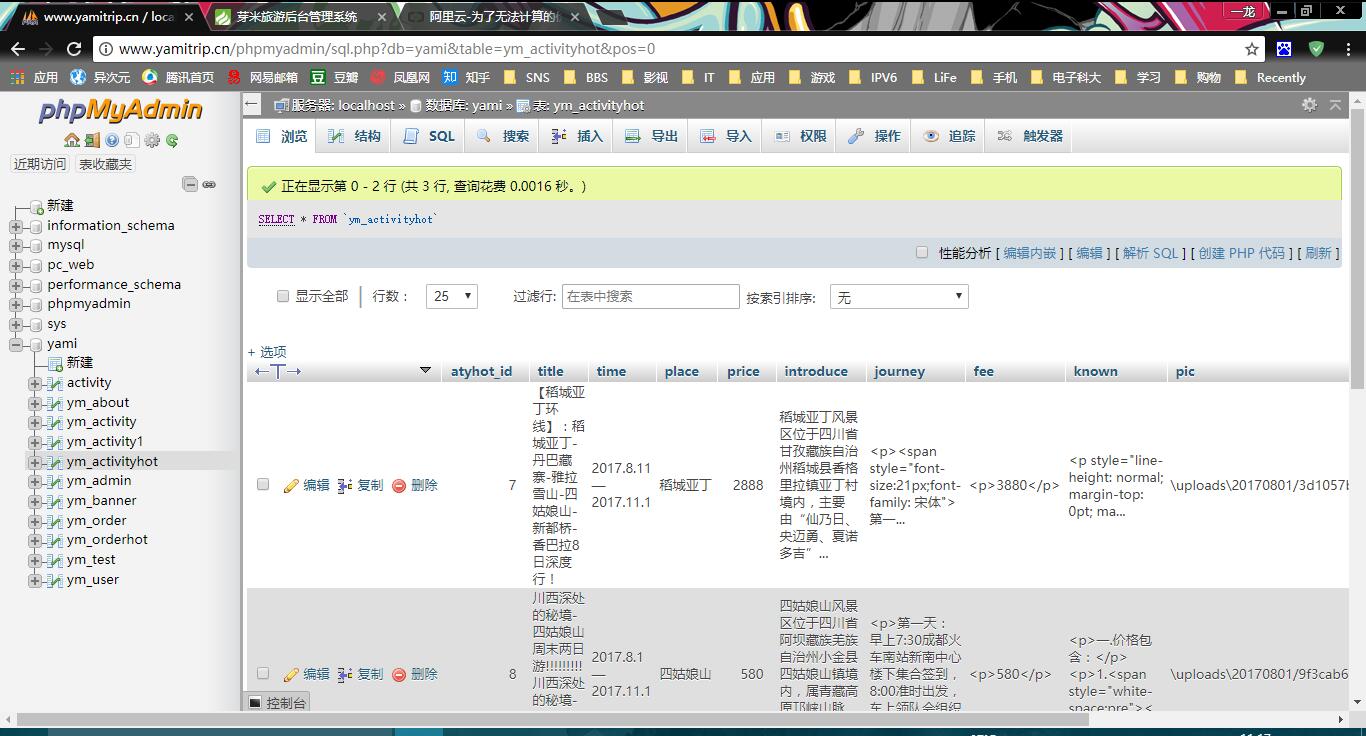 www.yamitrip.cn / loca
芽米旅游后台管理系统
阿里云-为了无法计算的
一龙
www.yamitrip.cn/phpmyadmin/sql.php?db=yami&table=ym_activityhot&pos=0
应用 异次元 腾讯首页 网易邮箱 豆瓣 凤凰网 知乎 SNS BBS 影视 IT 应用 游戏 IPV6 LiFe 手机 电子科大 学习 购物 Recently
phpMyAdmin
近期访问 表收藏夹
新建
information_schema
mysql
pc_web
performance_schema
phpmyadmin
sys
yami
新建
activity
ym_about
ym_activity
ym_activity1
ym_activityhot
ym_admin
ym_banner
ym_order
ym_orderhot
ym_test
ym_user
服务器: localhost » 数据库: yami » 表: ym_activityhot
浏览 结构 SQL 搜索 插入 导出 导入 权限 操作 追踪 触发器
正在显示第 0 - 2 行 (共 3 行, 查询花费 0.0016 秒。)
SELECT * FROM `ym_activityhot`
性能分析 [ 编辑内嵌 ] [ 编辑 ] [ 解析 SQL ] [ 创建 PHP 代码 ] [ 刷新 ]
显示全部 行数： 25 过滤行: 在表中搜索 按索引排序: 无
+ 选项
←T→ atyhot_id title time place price introduce journey fee known pic
编辑 复制 删除
7
【稻城亚
丁环
线】：稻
城亚丁-
丹巴藏
寨-雅拉
雪山-四
姑娘山-
新都桥-
香巴拉8
日深度
行！
2017.8.11
—
2017.11.1
稻城亚丁
2888
稻城亚丁风景
区位于四川省
甘孜藏族自治
州稻城县香格
里拉镇亚丁村
境内，主要
由“仙乃日、
央迈勇、夏诺
多吉”...
<p><span
style="font-
size:21px;font-
family: 宋体">
第一...
<p>3880</p>
<p style="line-
height: normal;
margin-top:
0pt; ma...
\uploads\20170801/3d1057b
编辑 复制 删除
8
川西深处
的秘境-
四姑娘山
周末两日
游!!!!!!!!!
川西深处
的秘境-
2017.8.1
—
2017.11.1
四姑娘山
580
四姑娘山风景
区位于四川省
阿坝藏族羌族
自治州小金县
四姑娘山镇境
内，属青藏高
原邛崃山脉
<p>第一天：
早上7:30成都火
车南站新南中心
楼下集合签到，
8:00准时出发，
车上领队会组织
<p>580</p>
<p>一.价格包
含：</p>
<p>1.<span
style="white-
space:pre"><
\uploads\20170801/9f3cab6
控制台